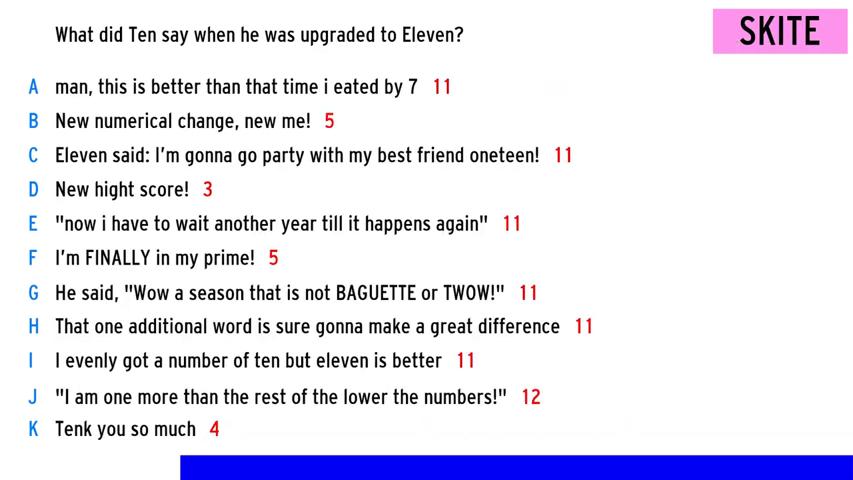 What did Ten say when he was upgraded to Eleven?
SKITE
A man, this is better than that time i eated by 7 11
B New numerical change, new me! 5
C Eleven said: I'm gonna go party with my best friend oneteen! 11
D New hight score! 3
E "now i have to wait another year till it happens again" 11
F I'm FINALLY in my prime! 5
G He said, "Wow a season that is not BAGUETTE or TWOW!" 11
H That one additional word is sure gonna make a great difference 11
I I evenly got a number of ten but eleven is better 11
J "I am one more than the rest of the lower the numbers!" 12
K Tenk you so much 4